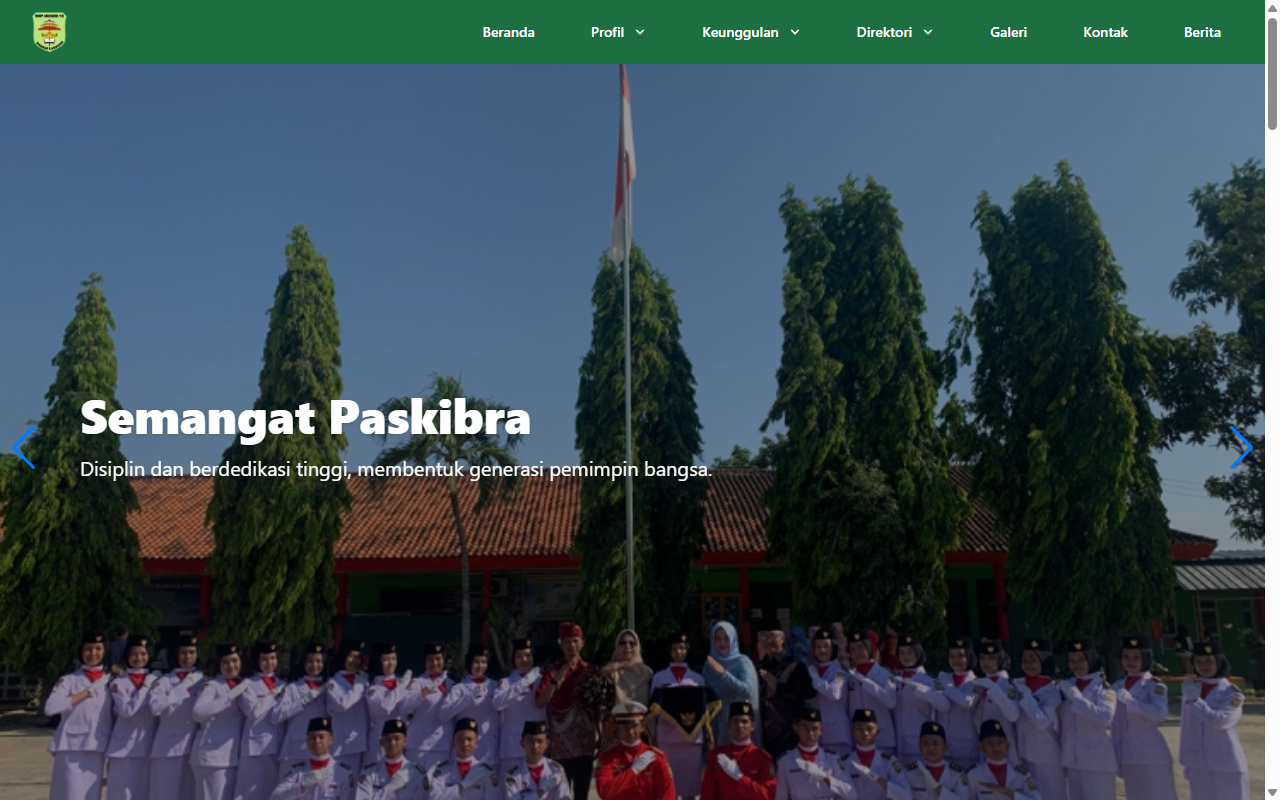 Beranda
Profil
Keunggulan
Direktori
Galeri
Kontak
Berita
Semangat Paskibra
Disiplin dan berdedikasi tinggi, membentuk generasi pemimpin bangsa.